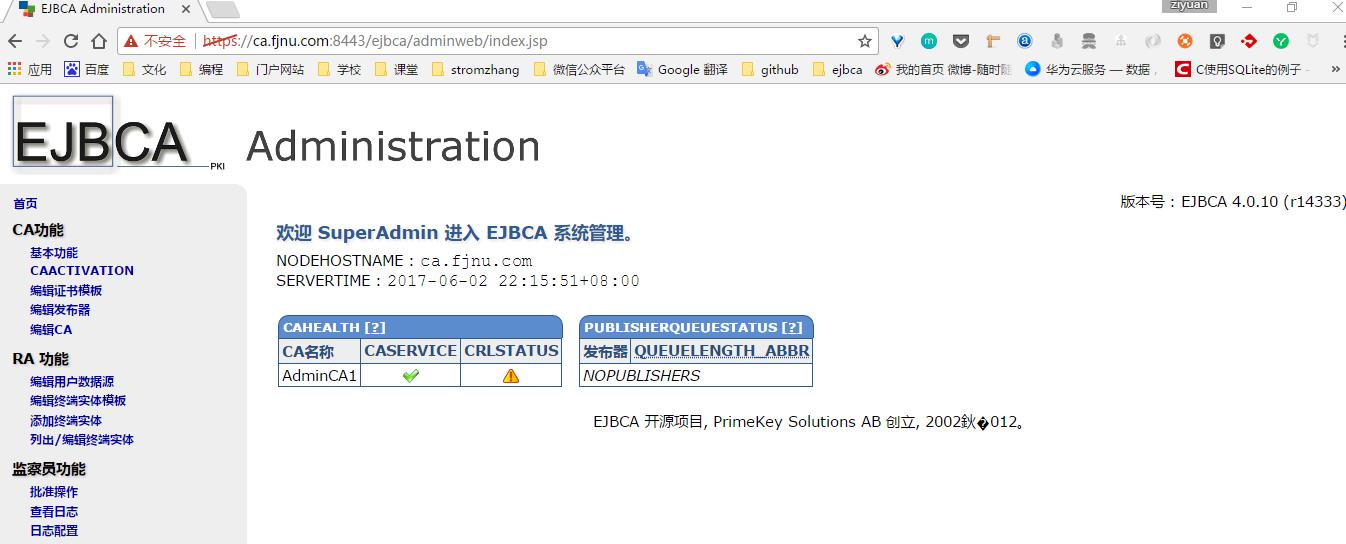 ziyuan
EJBCA Administration
不安全 https://ca.fjnu.com:8443/ejbca/adminweb/index.jsp
应用 百度 文化 编程 门户网站 学校 课堂 stromzhang 微信公众平台 Google 翻译 github ejbca 我的首页 微博-随时随 华为云服务 — 数据 C使用SQLite的例子 - »
EJBCA PKI Administration
版本号 : EJBCA 4.0.10 (r14333)
首页
CA功能
基本功能
CAACTIVATION
编辑证书模板
编辑发布器
编辑CA
RA 功能
编辑用户数据源
编辑终端实体模板
添加终端实体
列出/编辑终端实体
监察员功能
批准操作
查看日志
日志配置
欢迎 SuperAdmin 进入 EJBCA 系统管理。
NODEHOSTNAME : ca.fjnu.com
SERVERTIME : 2017-06-02 22:15:51+08:00
CAHEALTH [?]
CA名称 CASERVICE CRLSTATUS
AdminCA1
PUBLISHERQUEUESTATUS [?]
发布器 QUEUELENGTH_ABBR
NOPUBLISHERS
EJBCA 开源项目, PrimeKey Solutions AB 创立, 2002鈥�012。